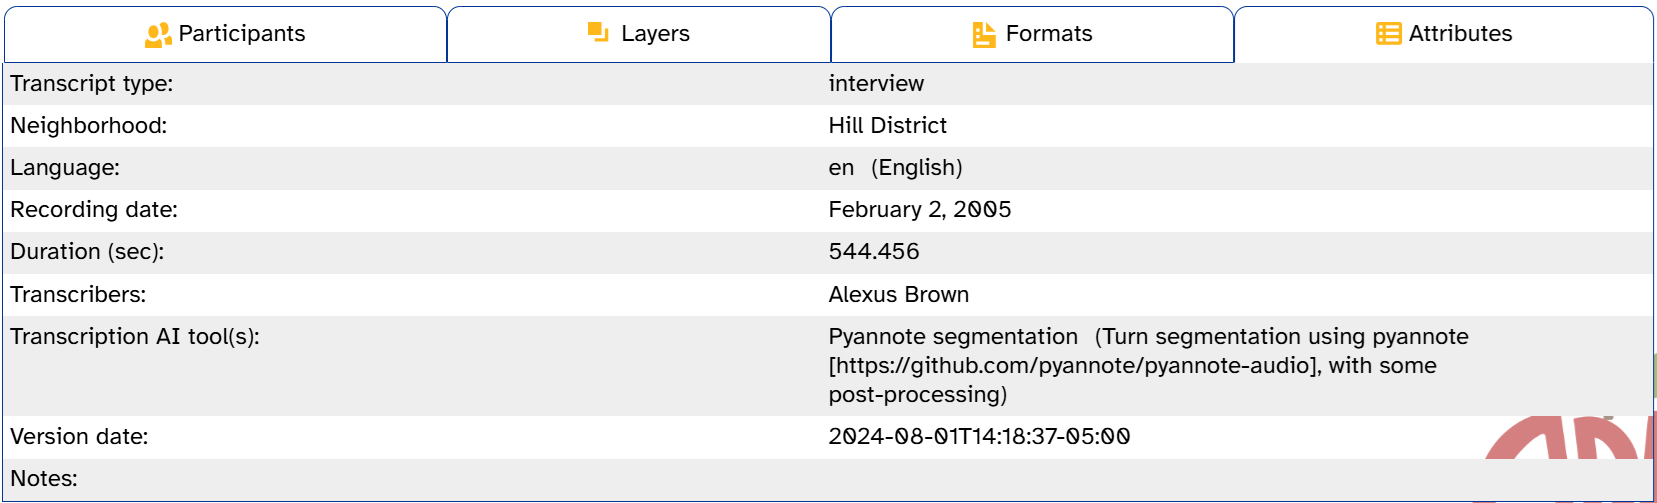 Participants Layers Formats Attributes
Transcript type: interview
Neighborhood: Hill District
Language: en (English)
Recording date: February 2, 2005
Duration (sec): 544.456
Transcribers: Alexus Brown
Transcription AI tool(s): Pyannote segmentation (Turn segmentation using pyannote
[https://github.com/pyannote/pyannote-audio], with some
post-processing)
Version date: 2024-08-01T14:18:37-05:00
Notes: